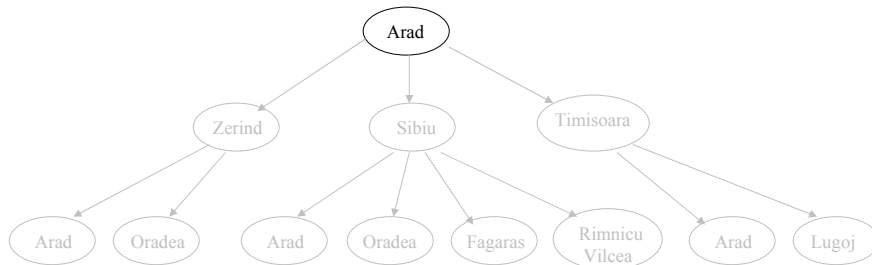 Arad
Zerind
Sibiu
Timisoara
Arad
Oradea
Arad
Oradea
Fagaras
Rimnicu
Vilcea
Arad
Lugoj